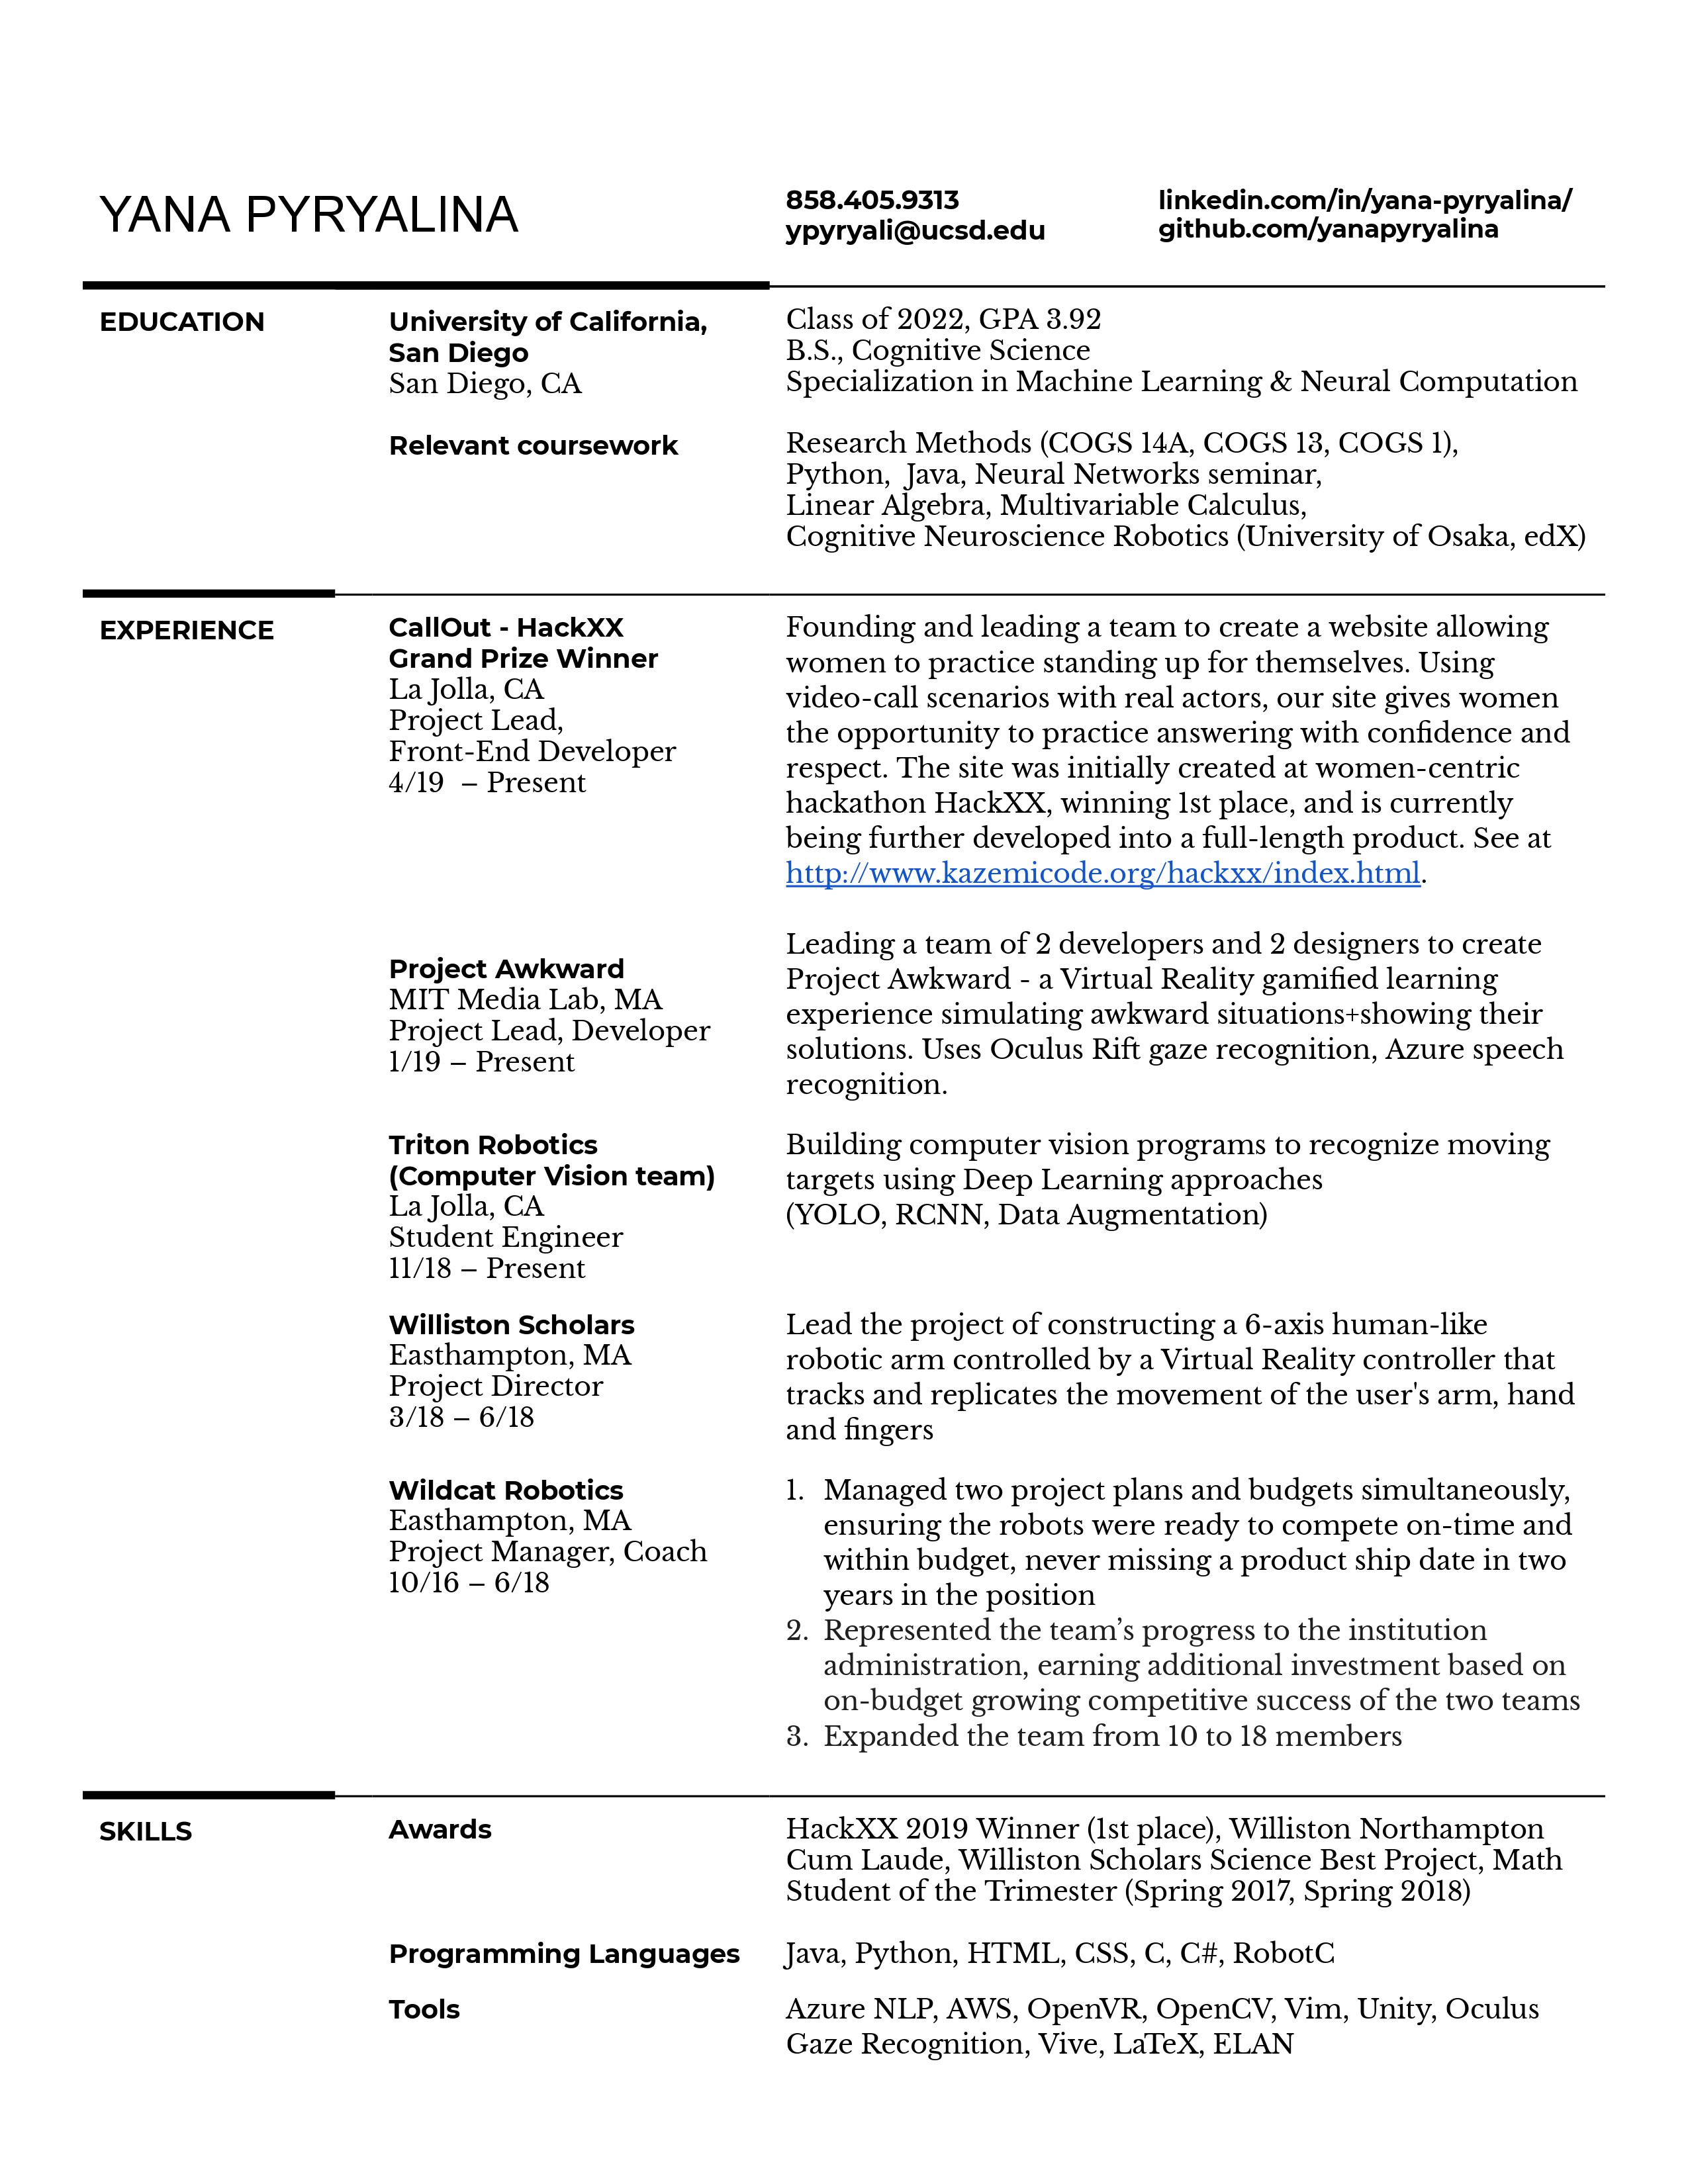 YANA PYRYALINA
858.405.9313
ypyryali@ucsd.edu
linkedin.com/in/yana-pyryalina/
github.com/yanapyryalina
EDUCATION
University of California,
San Diego
San Diego, CA
Class of 2022, GPA 3.92
B.S., Cognitive Science
Specialization in Machine Learning & Neural Computation
Relevant coursework
Research Methods (COGS 14A, COGS 13, COGS 1),
Python,  Java, Neural Networks seminar,
Linear Algebra, Multivariable Calculus,
Cognitive Neuroscience Robotics (University of Osaka, edX)
EXPERIENCE
CallOut - HackXX
Grand Prize Winner
La Jolla, CA
Project Lead,
Front-End Developer
4/19  – Present
Founding and leading a team to create a website allowing
women to practice standing up for themselves. Using
video-call scenarios with real actors, our site gives women
the opportunity to practice answering with confidence and
respect. The site was initially created at women-centric
hackathon HackXX, winning 1st place, and is currently
being further developed into a full-length product. See at
http://www.kazemicode.org/hackxx/index.html.
Project Awkward
MIT Media Lab, MA
Project Lead, Developer
1/19 – Present
Leading a team of 2 developers and 2 designers to create
Project Awkward - a Virtual Reality gamified learning
experience simulating awkward situations+showing their
solutions. Uses Oculus Rift gaze recognition, Azure speech
recognition.
Triton Robotics
(Computer Vision team)
La Jolla, CA
Student Engineer
11/18 – Present
Building computer vision programs to recognize moving
targets using Deep Learning approaches
(YOLO, RCNN, Data Augmentation)
Williston Scholars
Easthampton, MA
Project Director
3/18 – 6/18
Lead the project of constructing a 6-axis human-like
robotic arm controlled by a Virtual Reality controller that
tracks and replicates the movement of the user's arm, hand
and fingers
Wildcat Robotics
Easthampton, MA
Project Manager, Coach
10/16 – 6/18
1. Managed two project plans and budgets simultaneously,
ensuring the robots were ready to compete on-time and
within budget, never missing a product ship date in two
years in the position
2. Represented the team’s progress to the institution
administration, earning additional investment based on
on-budget growing competitive success of the two teams
3. Expanded the team from 10 to 18 members
SKILLS
Awards
HackXX 2019 Winner (1st place), Williston Northampton
Cum Laude, Williston Scholars Science Best Project, Math
Student of the Trimester (Spring 2017, Spring 2018)
Programming Languages
Java, Python, HTML, CSS, C, C#, RobotC
Tools
Azure NLP, AWS, OpenVR, OpenCV, Vim, Unity, Oculus
Gaze Recognition, Vive, LaTeX, ELAN